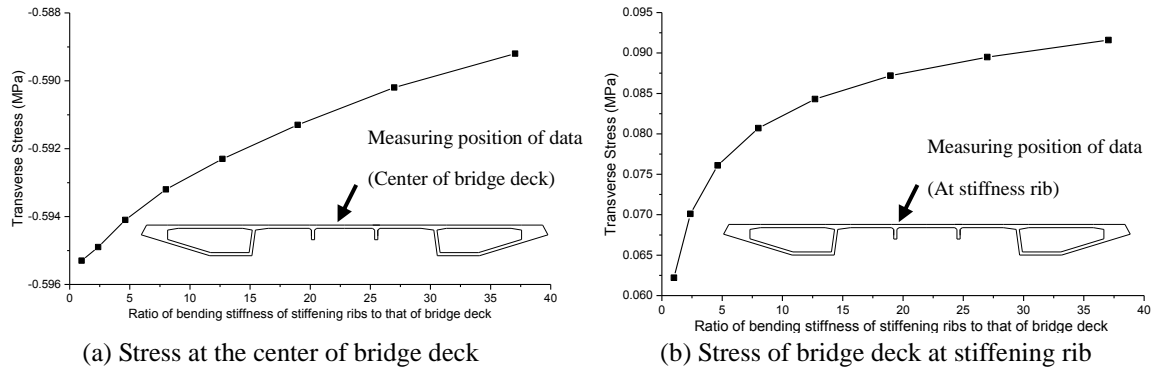 -0.588
-0.590
-0.592
-0.594
-0.596
Transverse Stress (MPa)
Measuring position of data
(Center of bridge deck)
0 5 10 15 20 25 30 35 40
Ratio of bending stiffness of stiffening ribs to that of bridge deck
(a) Stress at the center of bridge deck
0.095
0.090
0.085
0.080
0.075
0.070
0.065
0.060
Transverse Stress (MPa)
Measuring position of data
(At stiffness rib)
0 5 10 15 20 25 30 35 40
Ratio of bending stiffness of stiffening ribs to that of bridge deck
(b) Stress of bridge deck at stiffening rib